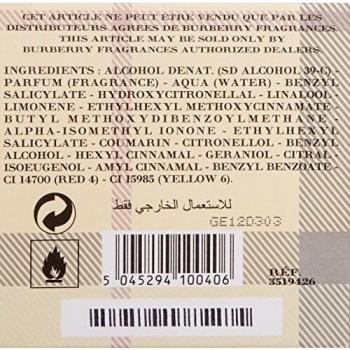 CET ARTICLE NE PEUT ÊTRE VENDU QUE PAR LES
DISTRIBUTEURS AGREES DE BURBERRY FRAGRANCES.
THIS ARTICLE MAY BE SOLD ONLY BY
BURBERRY FRAGRANCES AUTHORIZED DEALERS.
INGREDIENTS : ALCOHOL DENAT. (SD ALCOHOL 39-C) -
PARFUM (FRAGRANCE) - AQUA (WATER) - BENZYL
SALICYLATE - HYDROXYCITRONELLAL - LINALOOL
LIMONENE - ETHYLHEXYL METHOXYCINNAMATE -
BUTYL METHOXYDIBENZOYLMETHANE -
ALPHA-ISOMETHYL IONONE - ETHYLHEXYL
SALICYLATE - COUMARIN - CITRONELLOL - BENZYL
ALCOHOL - HEXYL CINNAMAL - GERANIOL - CITRAL -
ISOEUGENOL - AMYL CINNAMAL - BENZYL BENZOATE -
CI 14700 (RED 4) - CI 15985 (YELLOW 6).
للاستعمال الخارجي فقط
GE12D303
5 045294 100406
RÉF.
3519426